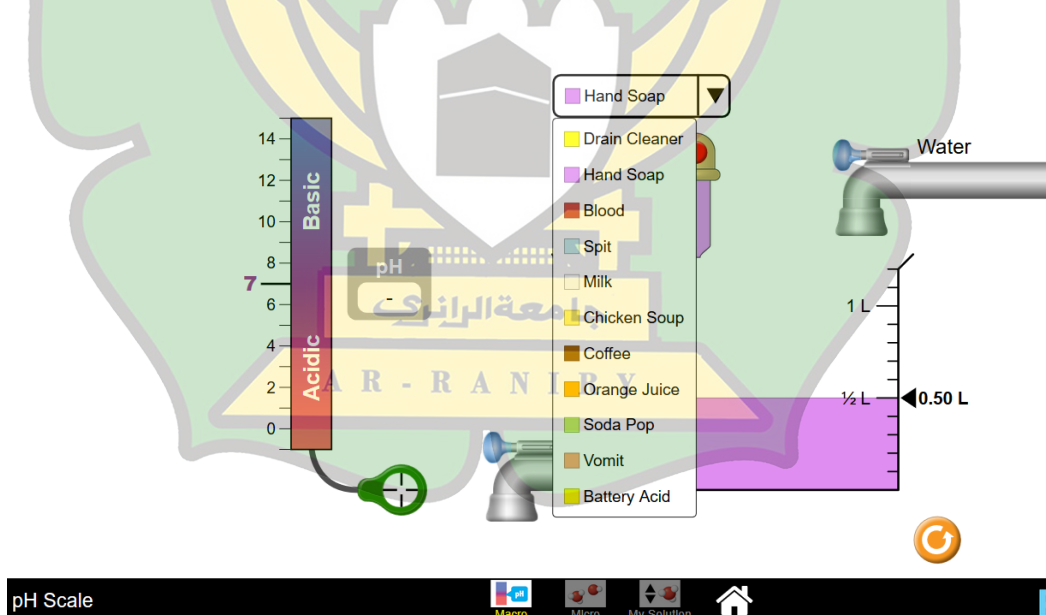 Hand Soap
Drain Cleaner
Hand Soap
Blood
Spit
Milk
Chicken Soup
Coffee
Orange Juice
Soda Pop
Vomit
Battery Acid
Water
14
12
10
8
7
6
4
2
0
Basic
Acidic
pH
-
جامعة الرانري
AR-RANIRY
1 L
½ L
0.50 L
pH Scale
Macro
Micro
My Solution